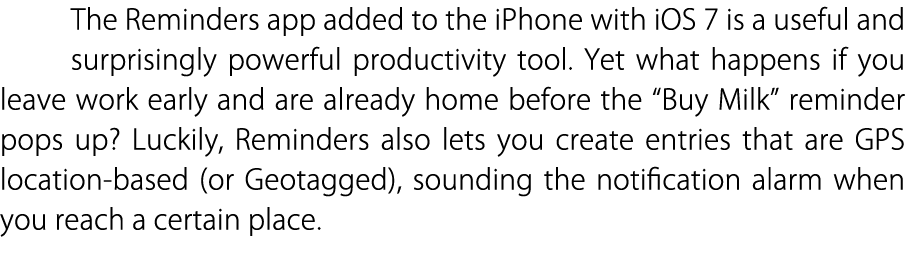 The Reminders app added to the iPhone with iOS 7 is a useful and
surprisingly powerful productivity tool. Yet what happens if you
leave work early and are already home before the “Buy Milk” reminder
pops up? Luckily, Reminders also lets you create entries that are GPS
location-based (or Geotagged), sounding the notification alarm when
you reach a certain place.